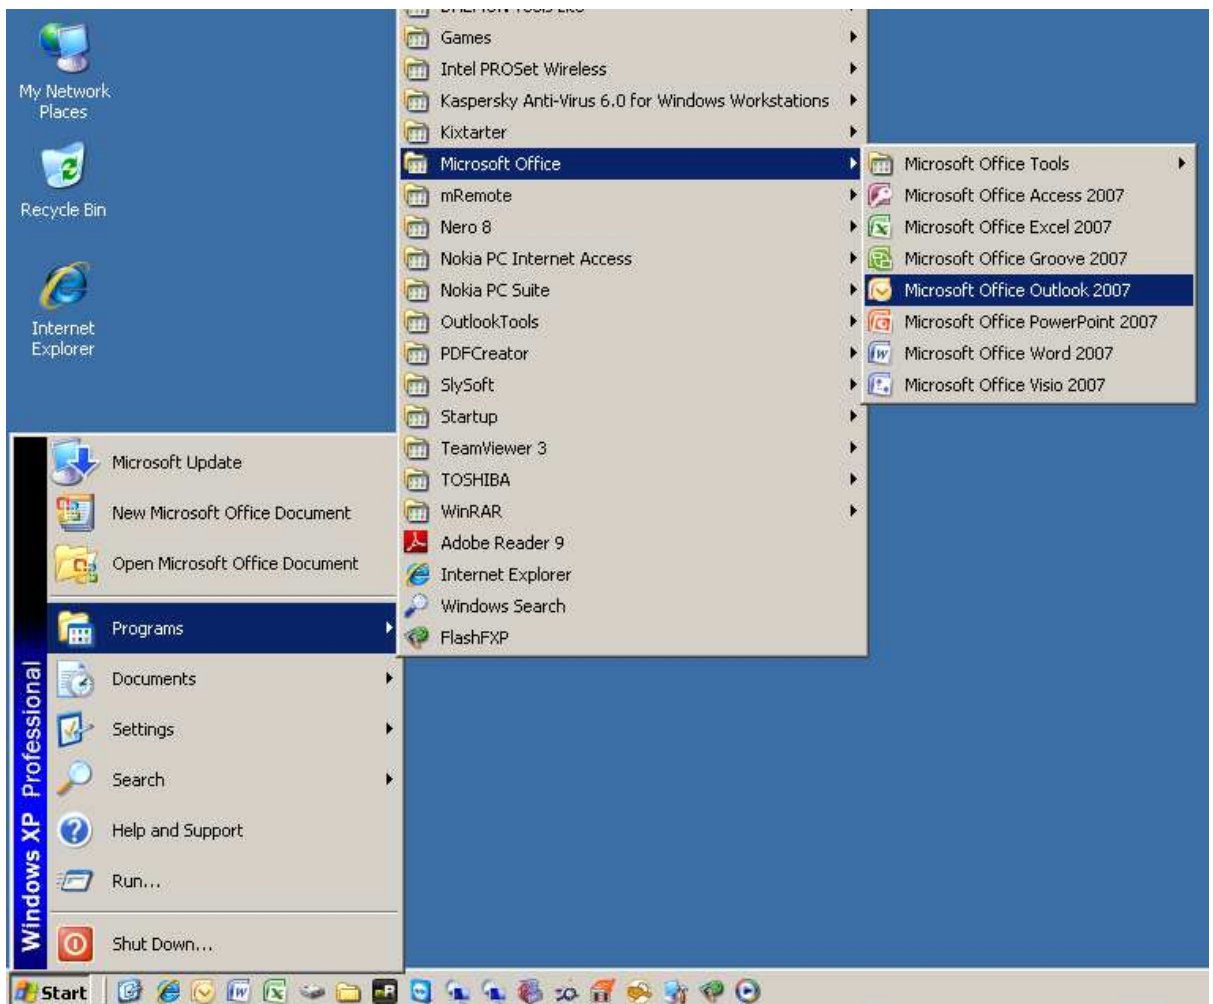 My Network
Places
Recycle Bin
Internet
Explorer
DAEMON Tools Lite
Games
Intel PROSet Wireless
Kaspersky Anti-Virus 6.0 for Windows Workstations
Kixtarter
Microsoft Office
mRemote
Nero 8
Nokia PC Internet Access
Nokia PC Suite
OutlookTools
PDFCreator
SlySoft
Startup
TeamViewer 3
TOSHIBA
WinRAR
Adobe Reader 9
Internet Explorer
Windows Search
FlashFXP
Microsoft Office Tools
Microsoft Office Access 2007
Microsoft Office Excel 2007
Microsoft Office Groove 2007
Microsoft Office Outlook 2007
Microsoft Office PowerPoint 2007
Microsoft Office Word 2007
Microsoft Office Visio 2007
Microsoft Update
New Microsoft Office Document
Open Microsoft Office Document
Programs
Documents
Settings
Search
Help and Support
Run...
Shut Down...
Windows XP Professional
Start